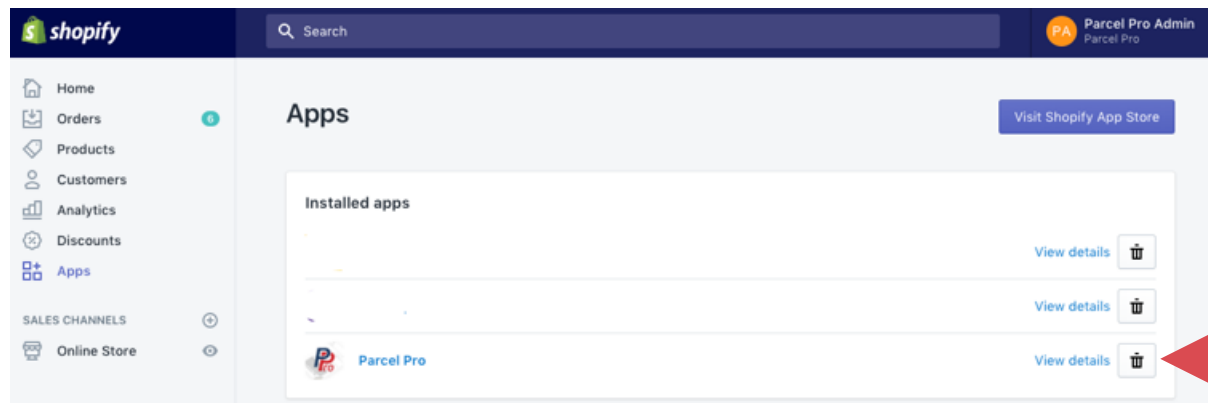 shopify
Search
PA
Parcel Pro Admin
Parcel Pro
Home
Orders 6
Products
Customers
Analytics
Discounts
Apps
SALES CHANNELS
Online Store
Apps
Visit Shopify App Store
Installed apps
View details
View details
PPro
Parcel Pro
View details